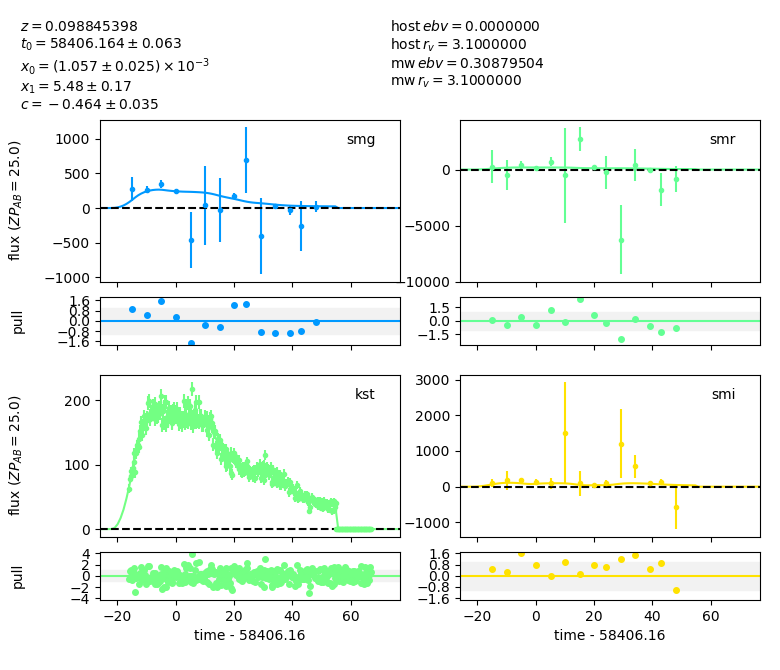 z = 0.098845398
t₀ = 58406.164 ± 0.063
x₀ = (1.057 ± 0.025) × 10⁻³
x₁ = 5.48 ± 0.17
c = −0.464 ± 0.035
host ebv = 0.0000000
host r_v = 3.1000000
mw ebv = 0.30879504
mw r_v = 3.1000000
flux (ZP_AB = 25.0)
1000
500
0
−500
−1000
smg
0
−5000
−10000
smr
pull
1.6
0.8
0.0
−0.8
−1.6
1.5
0.0
−1.5
flux (ZP_AB = 25.0)
200
100
0
kst
3000
2000
1000
0
−1000
smi
pull
4
2
0
−2
−4
−20 0 20 40 60
time - 58406.16
1.6
0.8
0.0
−0.8
−1.6
−20 0 20 40 60
time - 58406.16